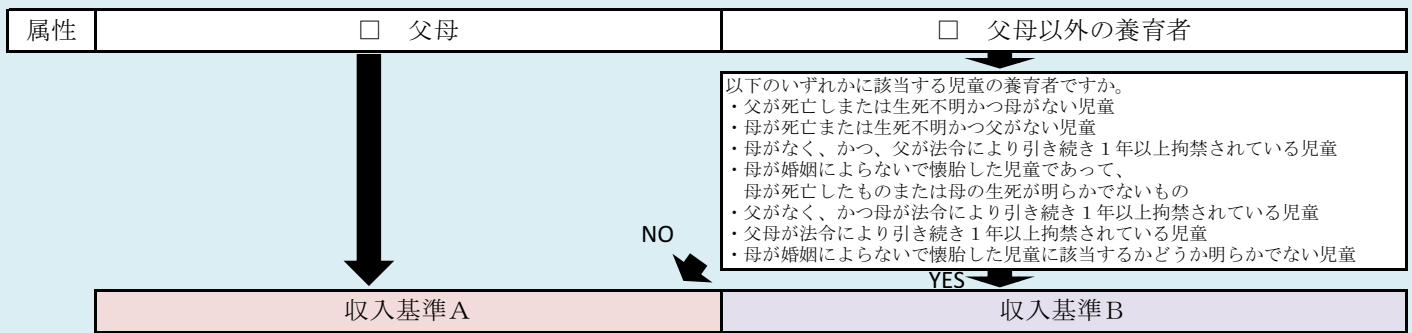 属性
□ 父母
□ 父母以外の養育者
以下のいずれかに該当する児童の養育者ですか。
・父が死亡しまたは生死不明かつ母がない児童
・母が死亡または生死不明かつ父がない児童
・母がなく、かつ、父が法令により引き続き１年以上拘禁されている児童
・母が婚姻によらないで懐胎した児童であって、
母が死亡したものまたは母の生死が明らかでないもの
・父がなく、かつ母が法令により引き続き１年以上拘禁されている児童
・父母が法令により引き続き１年以上拘禁されている児童
・母が婚姻によらないで懐胎した児童に該当するかどうか明らかでない児童
NO
YES
収入基準Ａ
収入基準Ｂ